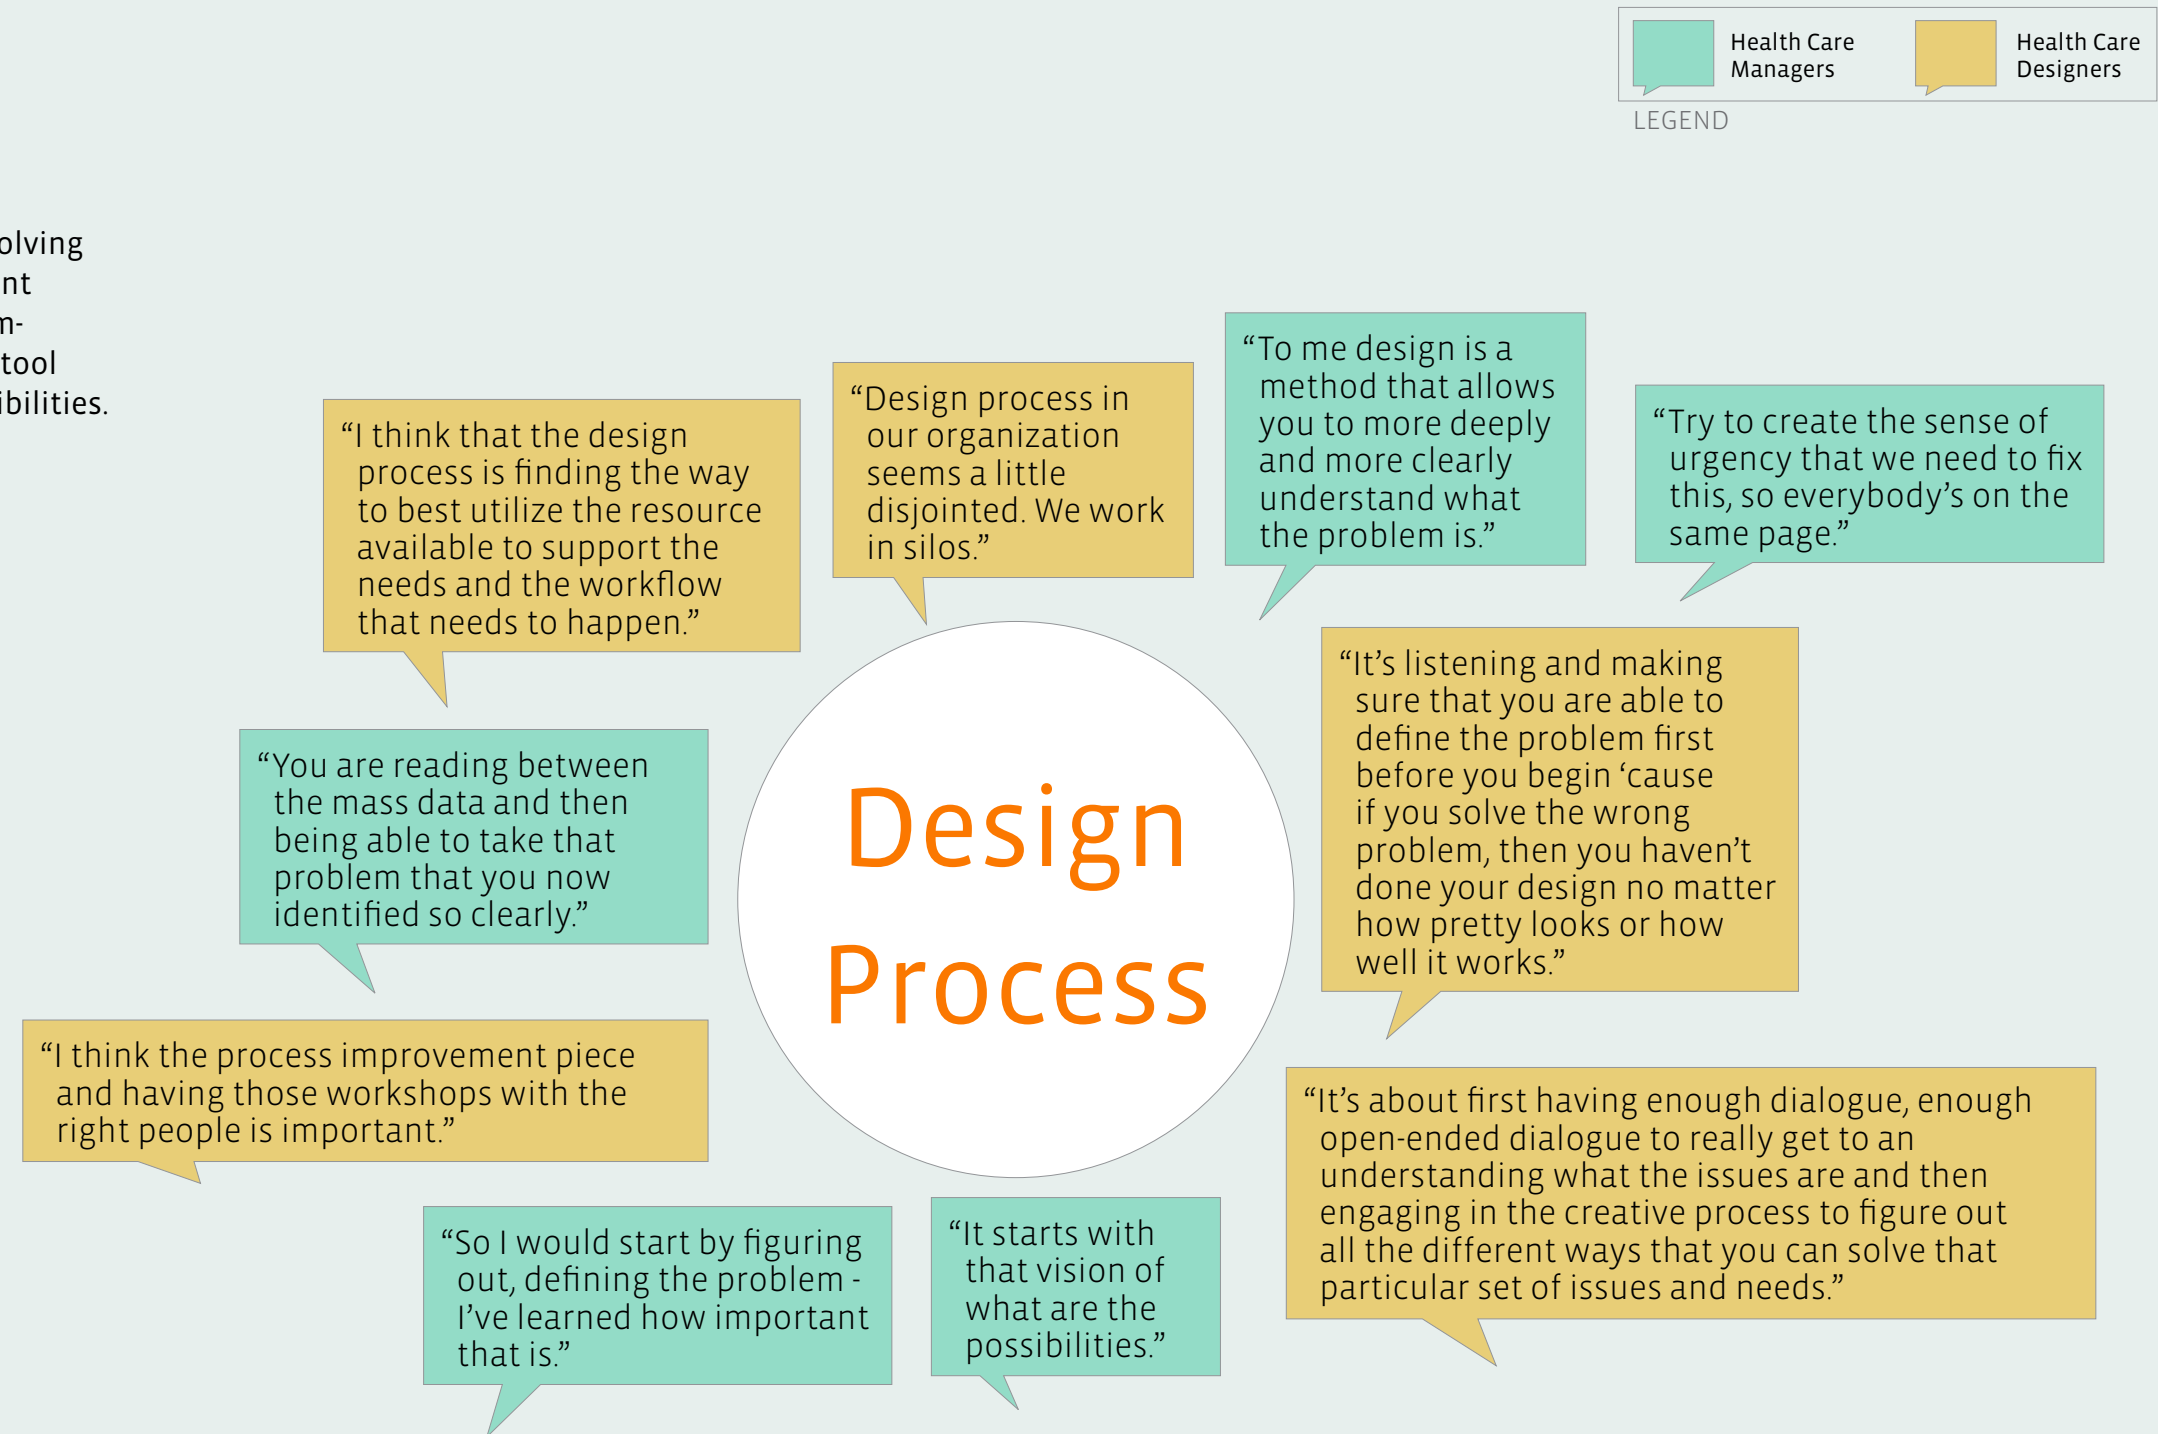 Health Care
Managers
Health Care
Designers
LEGEND
olving
nt
m-
tool
ibilities.
“I think that the design
process is finding the way
to best utilize the resource
available to support the
needs and the workflow
that needs to happen.”
“Design process in
our organization
seems a little
disjointed. We work
in silos.”
“To me design is a
method that allows
you to more deeply
and more clearly
understand what
the problem is.”
“Try to create the sense of
urgency that we need to fix
this, so everybody’s on the
same page.”
“You are reading between
the mass data and then
being able to take that
problem that you now
identified so clearly.”
Design
Process
“It’s listening and making
sure that you are able to
define the problem first
before you begin ‘cause
if you solve the wrong
problem, then you haven’t
done your design no matter
how pretty looks or how
well it works.”
“I think the process improvement piece
and having those workshops with the
right people is important.”
“It’s about first having enough dialogue, enough
open-ended dialogue to really get to an
understanding what the issues are and then
engaging in the creative process to figure out
all the different ways that you can solve that
particular set of issues and needs.”
“So I would start by figuring
out, defining the problem -
I’ve learned how important
that is.”
“It starts with
that vision of
what are the
possibilities.”